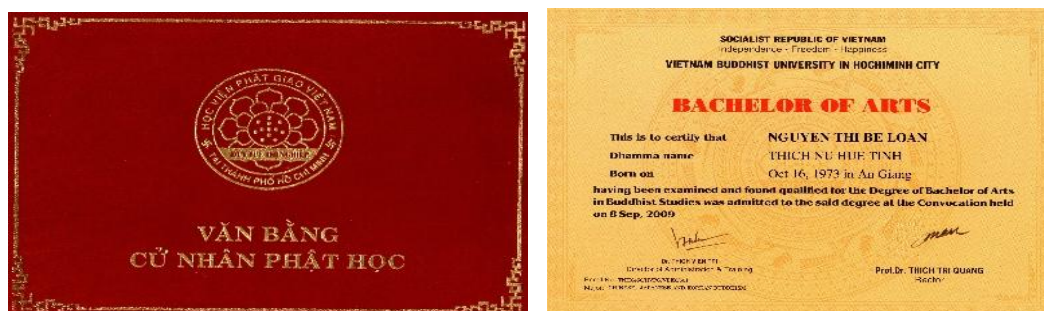 HỌC VIỆN PHẬT GIÁO VIỆT NAM
TẠI THÀNH PHỐ HỒ CHÍ MINH
VĂN BẰNG
CỬ NHÂN PHẬT HỌC
SOCIALIST REPUBLIC OF VIETNAM
Independence - Freedom - Happiness
VIETNAM BUDDHIST UNIVERSITY IN HOCHIMINH CITY
BACHELOR OF ARTS
This is to certify that NGUYEN THI BE LOAN
Dhamma name THICH NU HUE TINH
Born on Oct 16, 1973 in An Giang
having been examined and found qualified for the Degree of Bachelor of Arts
in Buddhist Studies was admitted to the said degree at the Convocation held
on 8 Sep, 2009
Director of Administration & Training
Prof.Dr. THICH TRI QUANG
Rector